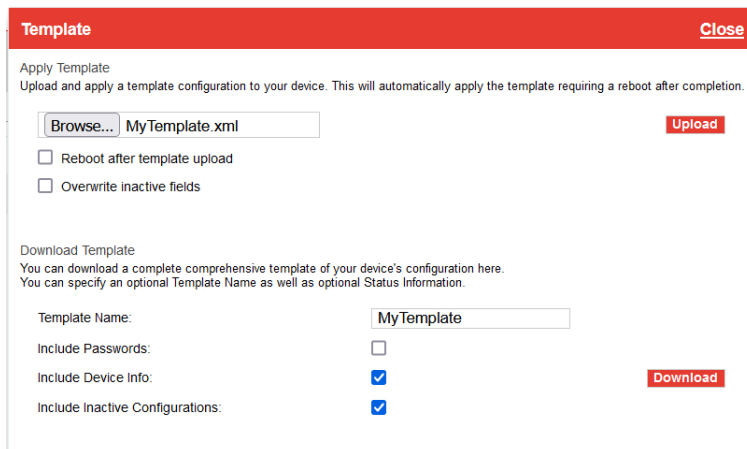 Template Close
Apply Template
Upload and apply a template configuration to your device. This will automatically apply the template requiring a reboot after completion.
Browse... MyTemplate.xml Upload
Reboot after template upload
Overwrite inactive fields
Download Template
You can download a complete comprehensive template of your device's configuration here.
You can specify an optional Template Name as well as optional Status Information.
Template Name: MyTemplate
Include Passwords:
Include Device Info: Download
Include Inactive Configurations: